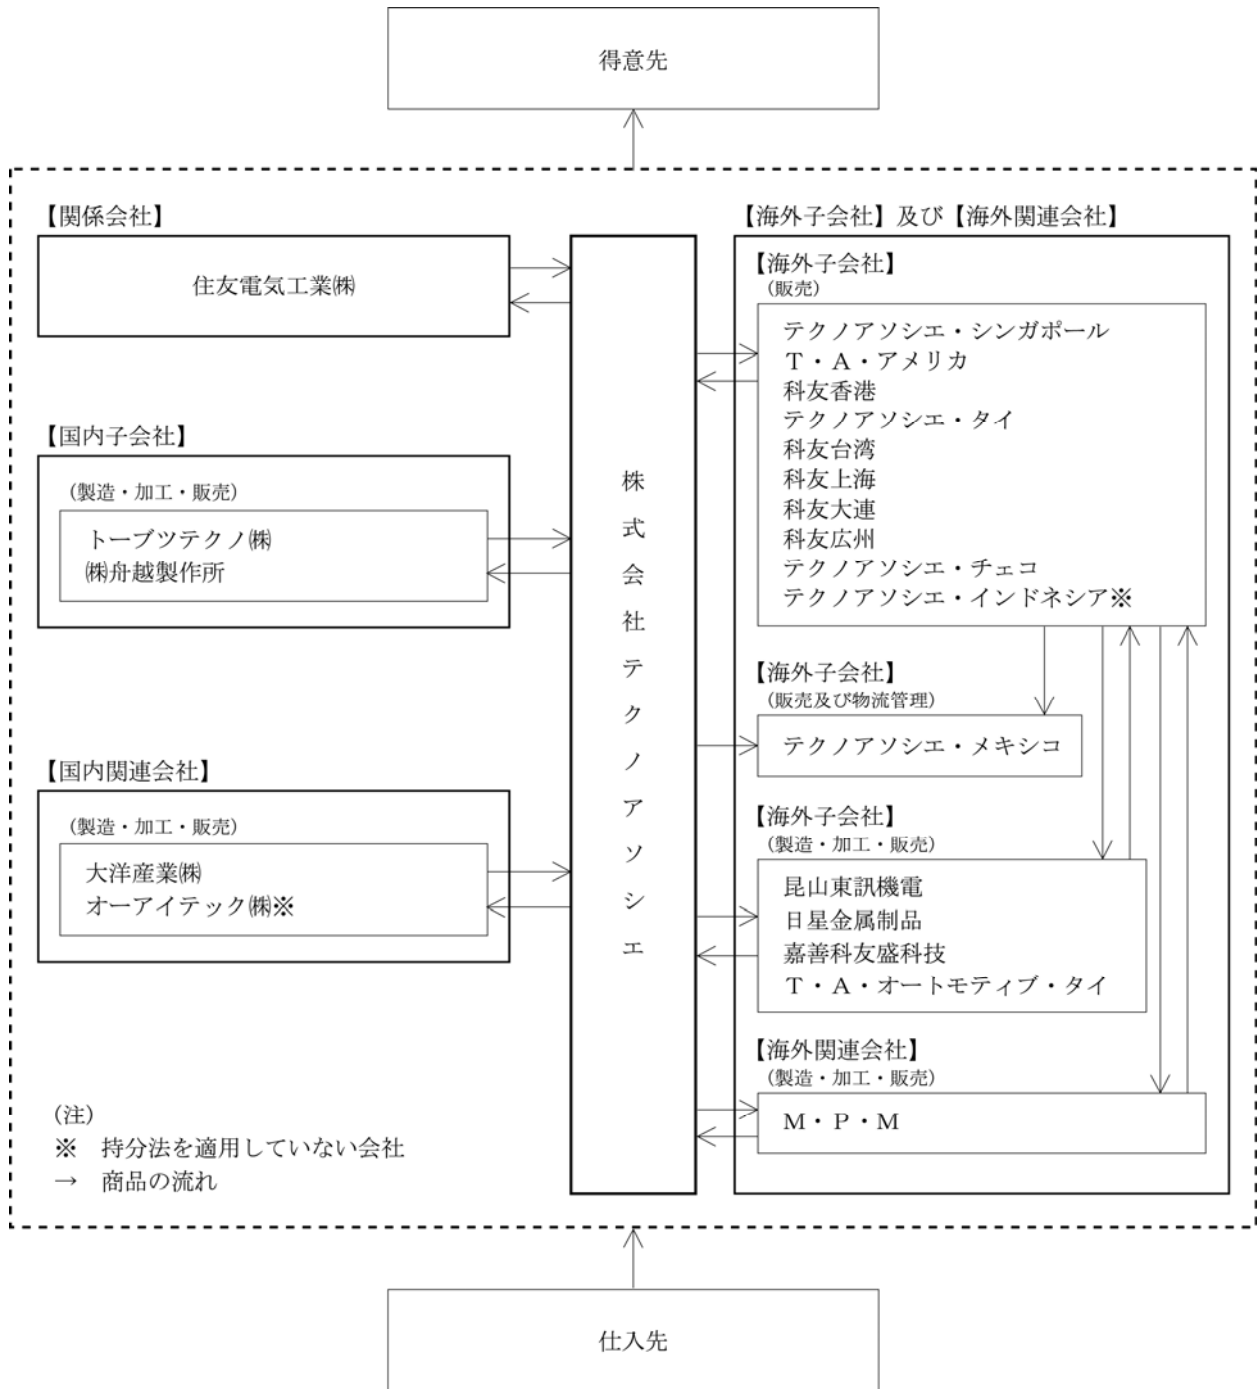 得意先
【関係会社】
住友電気工業㈱
【国内子会社】
(製造・加工・販売)
トーブツテクノ㈱
㈱舟越製作所
【国内関連会社】
(製造・加工・販売)
大洋産業㈱
オーアイテック㈱※
(注)
※ 持分法を適用していない会社
→ 商品の流れ
株式会社テクノアソシエ
【海外子会社】及び【海外関連会社】
【海外子会社】
(販売)
テクノアソシエ・シンガポール
T・A・アメリカ
科友香港
テクノアソシエ・タイ
科友台湾
科友上海
科友大連
科友広州
テクノアソシエ・チェコ
テクノアソシエ・インドネシア※
【海外子会社】
(販売及び物流管理)
テクノアソシエ・メキシコ
【海外子会社】
(製造・加工・販売)
昆山東訊機電
日星金属制品
嘉善科友盛科技
T・A・オートモティブ・タイ
【海外関連会社】
(製造・加工・販売)
M・P・M
仕入先